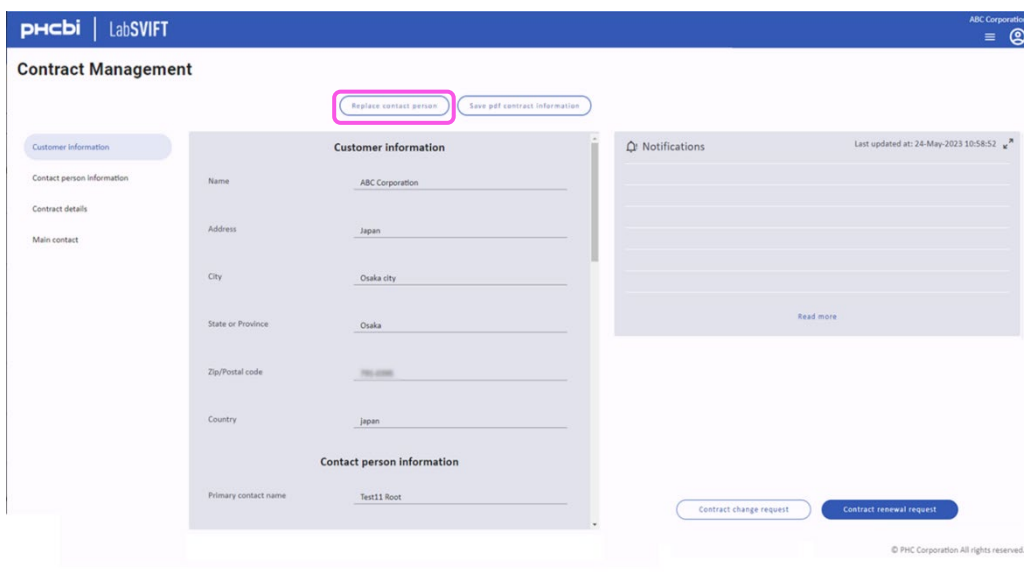 PHCbi | LabSVIFT
ABC Corporation
Contract Management
Replace contact person
Save pdf contract information
Customer information
Contact person information
Contract details
Main contact
Customer information
Name ABC Corporation
Address Japan
City Osaka city
State or Province Osaka
Zip/Postal code
Country japan
Contact person information
Primary contact name Test11 Root
Notifications Last updated at: 24-May-2023 10:58:52
Read more
Contract change request
Contract renewal request
© PHC Corporation All rights reserved.